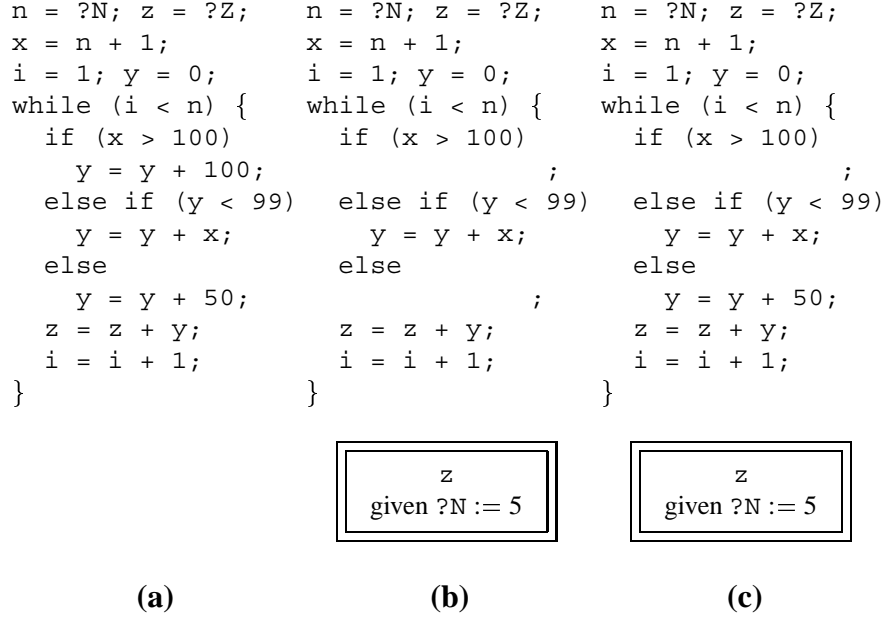 n = ?N; z = ?Z;
x = n + 1;
i = 1; y = 0;
while (i < n) {
if (x > 100)
y = y + 100;
else if (y < 99)
y = y + x;
else
y = y + 50;
z = z + y;
i = i + 1;
}
(a)
n = ?N; z = ?Z;
x = n + 1;
i = 1; y = 0;
while (i < n) {
if (x > 100)
;
else if (y < 99)
y = y + x;
else
;
z = z + y;
i = i + 1;
}
z
given ?N := 5
(b)
n = ?N; z = ?Z;
x = n + 1;
i = 1; y = 0;
while (i < n) {
if (x > 100)
;
else if (y < 99)
y = y + x;
else
y = y + 50;
z = z + y;
i = i + 1;
}
z
given ?N := 5
(c)